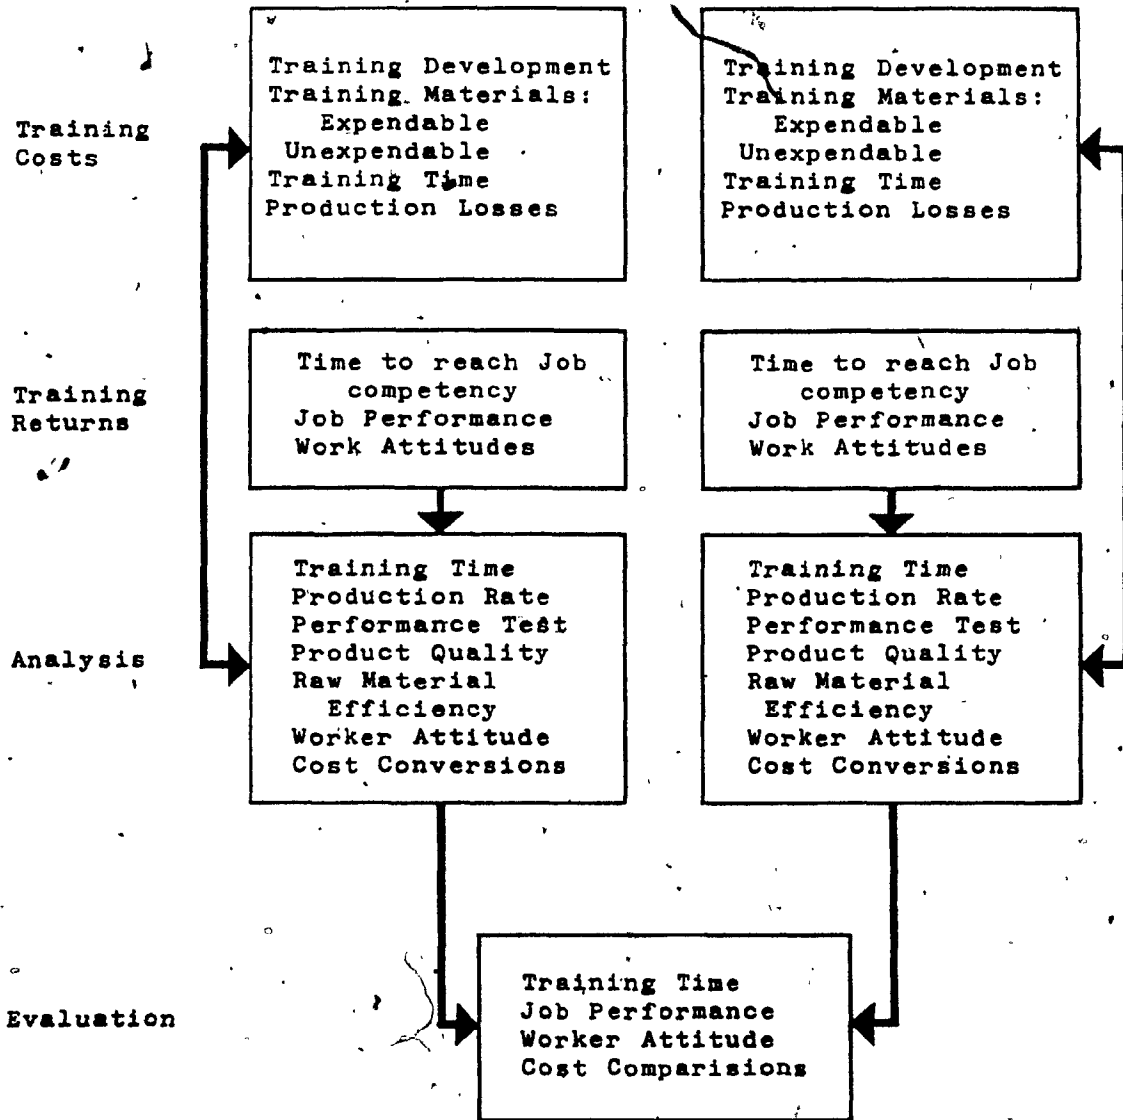 Training
Costs
Training Development
Training Materials:
Expendable
Unexpendable
Training Time
Production Losses
Training Development
Training Materials:
Expendable
Unexpendable
Training Time
Production Losses
Training
Returns
Time to reach Job
competency
Job Performance
Work Attitudes
Time to reach Job
competency
Job Performance
Work Attitudes
Analysis
Training Time
Production Rate
Performance Test
Product Quality
Raw Material
Efficiency
Worker Attitude
Cost Conversions
Training Time
Production Rate
Performance Test
Product Quality
Raw Material
Efficiency
Worker Attitude
Cost Conversions
Evaluation
Training Time
Job Performance
Worker Attitude
Cost Comparisions